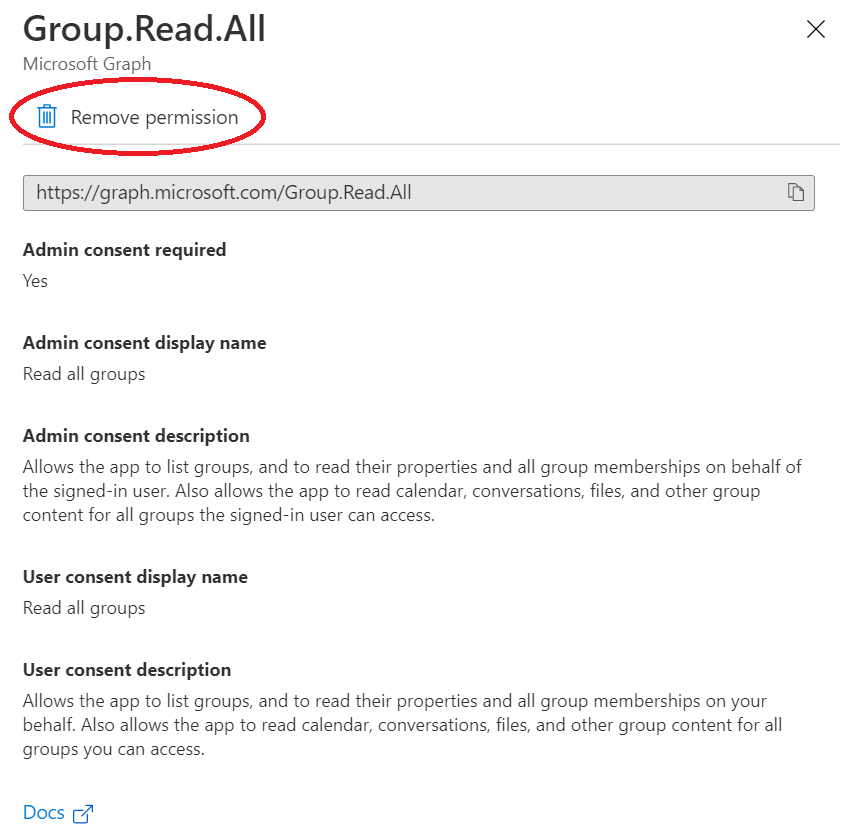 Group.Read.All
Microsoft Graph
Remove permission
https://graph.microsoft.com/Group.Read.All
Admin consent required
Yes
Admin consent display name
Read all groups
Admin consent description
Allows the app to list groups, and to read their properties and all group memberships on behalf of
the signed-in user. Also allows the app to read calendar, conversations, files, and other group
content for all groups the signed-in user can access.
User consent display name
Read all groups
User consent description
Allows the app to list groups, and to read their properties and all group memberships on your
behalf. Also allows the app to read calendar, conversations, files, and other group content for all
groups you can access.
Docs